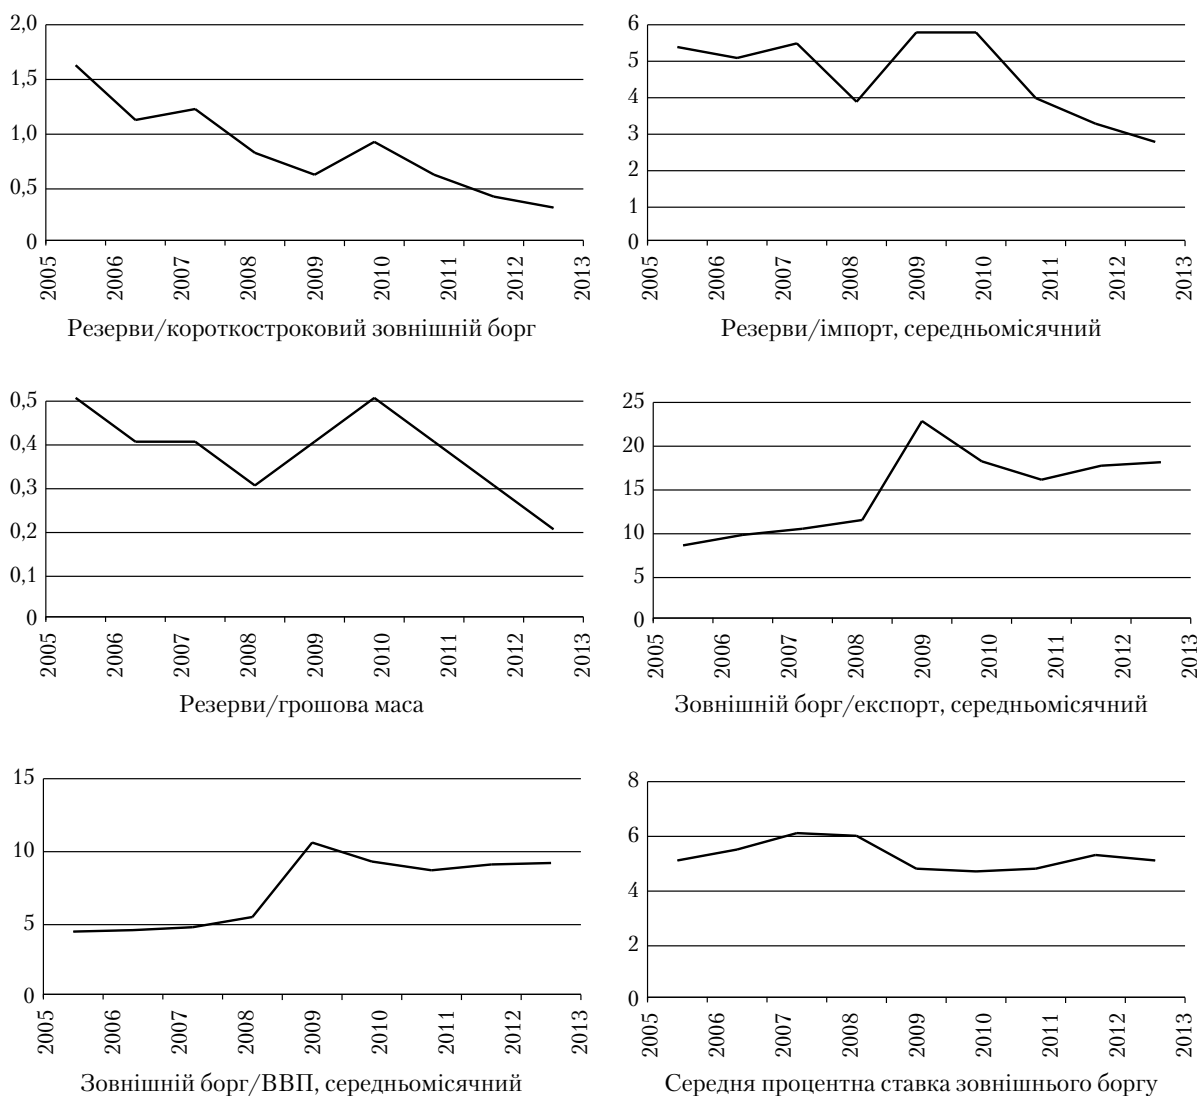 2,0
1,5
1,0
0,5
0
2005 2006 2007 2008 2009 2010 2011 2012 2013
Резерви/короткостроковий зовнішній борг
6
5
4
3
2
1
0
2005 2006 2007 2008 2009 2010 2011 2012 2013
Резерви/імпорт, середньомісячний
0,5
0,4
0,3
0,2
0,1
0
2005 2006 2007 2008 2009 2010 2011 2012 2013
Резерви/грошова маса
25
20
15
10
5
0
2005 2006 2007 2008 2009 2010 2011 2012 2013
Зовнішній борг/експорт, середньомісячний
15
10
5
0
2005 2006 2007 2008 2009 2010 2011 2012 2013
Зовнішній борг/ВВП, середньомісячний
8
6
4
2
0
2005 2006 2007 2008 2009 2010 2011 2012 2013
Середня процентна ставка зовнішнього боргу